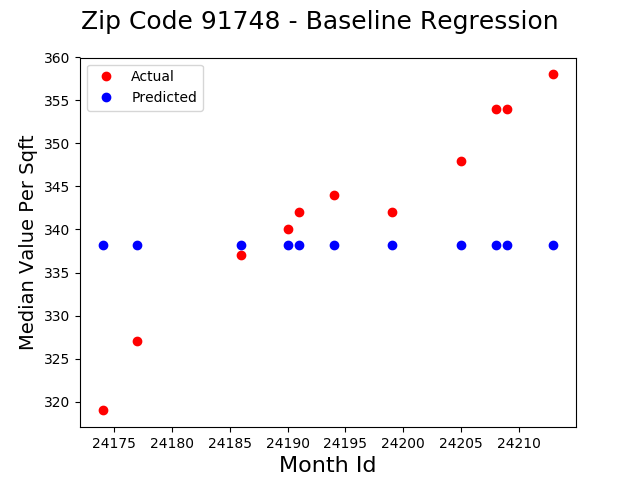 Zip Code 91748 - Baseline Regression
Actual
Predicted
Median Value Per Sqft
360
355
350
345
340
335
330
325
320
24175 24180 24185 24190 24195 24200 24205 24210
Month Id